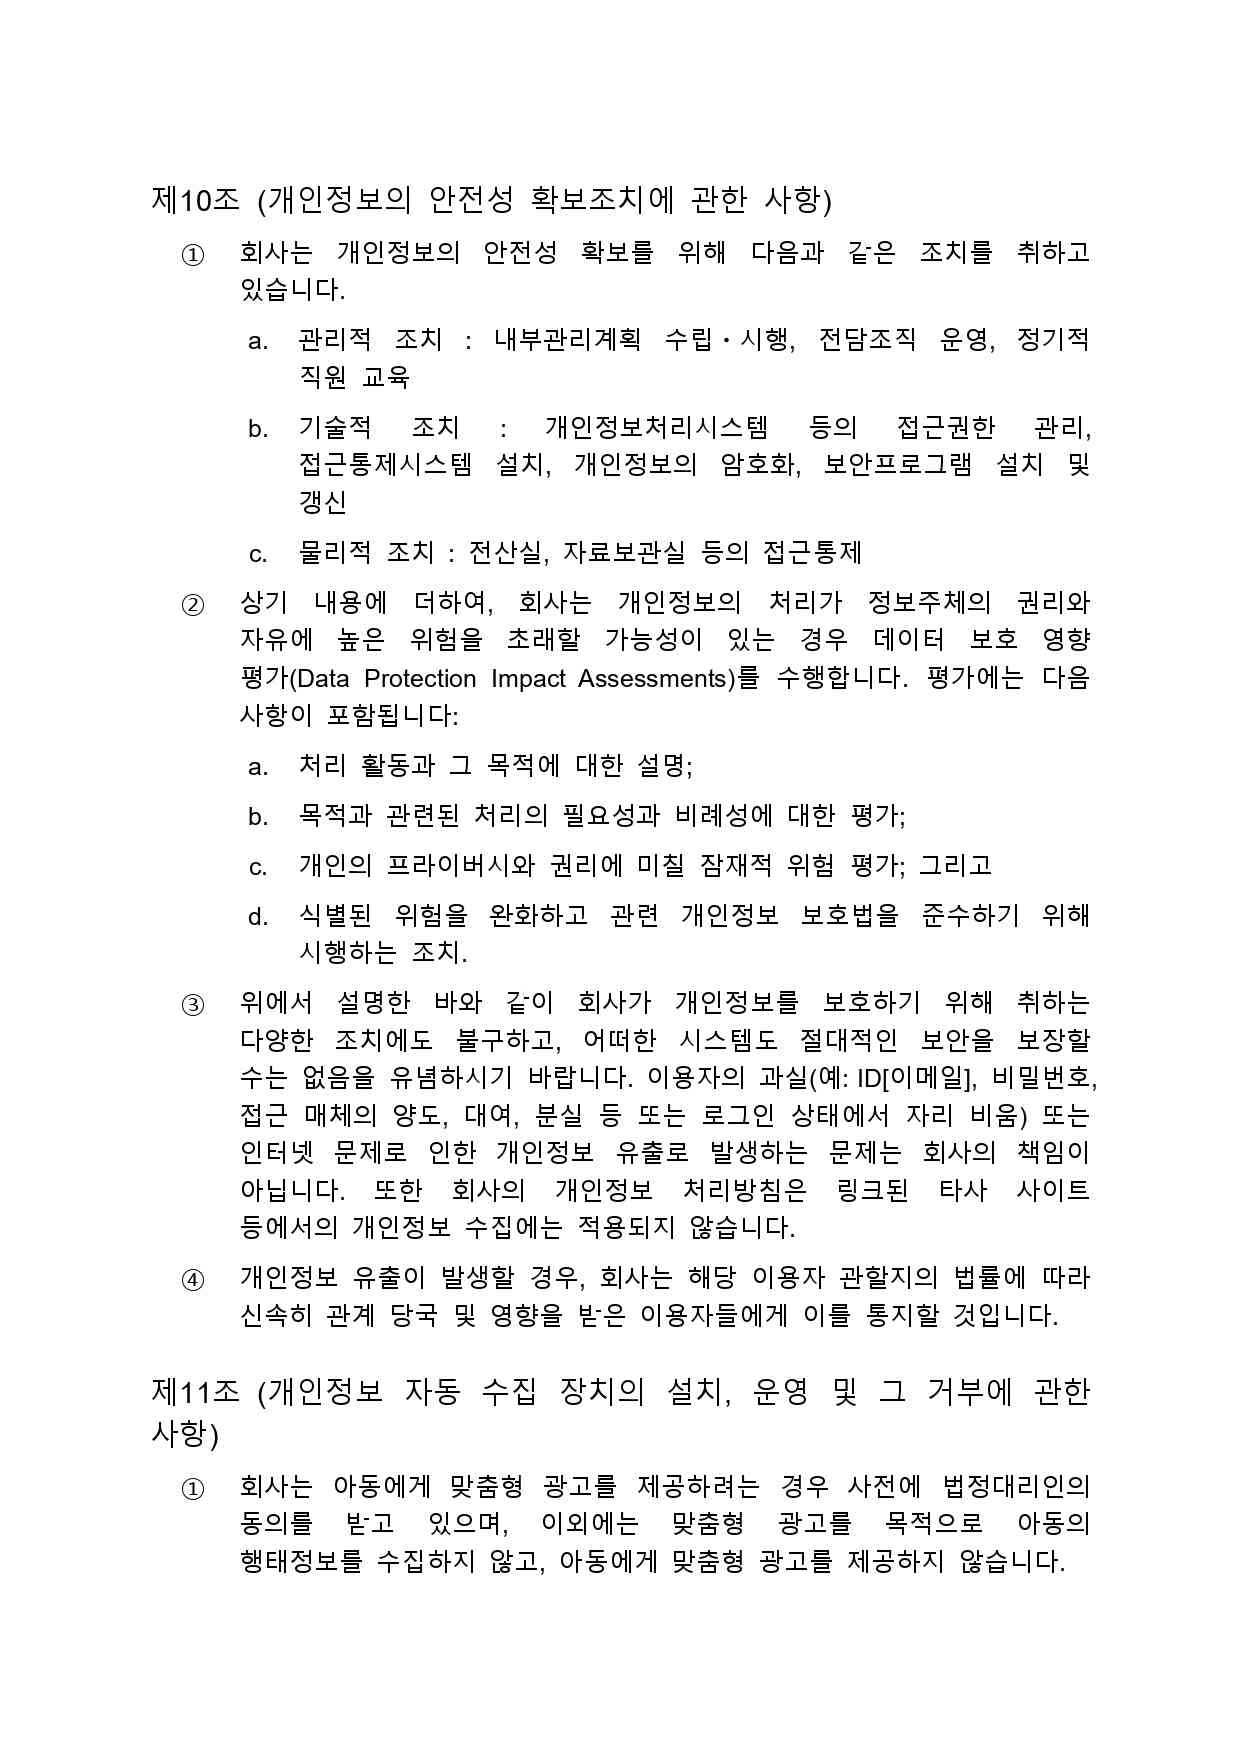 제10조 (개인정보의 안전성 확보조치에 관한 사항)
① 회사는 개인정보의 안전성 확보를 위해 다음과 같은 조치를 취하고
있습니다.
a. 관리적 조치 : 내부관리계획 수립·시행, 전담조직 운영, 정기적
직원 교육
b. 기술적 조치 : 개인정보처리시스템 등의 접근권한 관리,
접근통제시스템 설치, 개인정보의 암호화, 보안프로그램 설치 및
갱신
c. 물리적 조치 : 전산실, 자료보관실 등의 접근통제
② 상기 내용에 더하여, 회사는 개인정보의 처리가 정보주체의 권리와
자유에 높은 위험을 초래할 가능성이 있는 경우 데이터 보호 영향
평가(Data Protection Impact Assessments)를 수행합니다. 평가에는 다음
사항이 포함됩니다:
a. 처리 활동과 그 목적에 대한 설명;
b. 목적과 관련된 처리의 필요성과 비례성에 대한 평가;
c. 개인의 프라이버시와 권리에 미칠 잠재적 위험 평가; 그리고
d. 식별된 위험을 완화하고 관련 개인정보 보호법을 준수하기 위해
시행하는 조치.
③ 위에서 설명한 바와 같이 회사가 개인정보를 보호하기 위해 취하는
다양한 조치에도 불구하고, 어떠한 시스템도 절대적인 보안을 보장할
수는 없음을 유념하시기 바랍니다. 이용자의 과실(예: ID[이메일], 비밀번호,
접근 매체의 양도, 대여, 분실 등 또는 로그인 상태에서 자리 비움) 또는
인터넷 문제로 인한 개인정보 유출로 발생하는 문제는 회사의 책임이
아닙니다. 또한 회사의 개인정보 처리방침은 링크된 타사 사이트
등에서의 개인정보 수집에는 적용되지 않습니다.
④ 개인정보 유출이 발생할 경우, 회사는 해당 이용자 관할지의 법률에 따라
신속히 관계 당국 및 영향을 받은 이용자들에게 이를 통지할 것입니다.
제11조 (개인정보 자동 수집 장치의 설치, 운영 및 그 거부에 관한
사항)
① 회사는 아동에게 맞춤형 광고를 제공하려는 경우 사전에 법정대리인의
동의를 받고 있으며, 이외에는 맞춤형 광고를 목적으로 아동의
행태정보를 수집하지 않고, 아동에게 맞춤형 광고를 제공하지 않습니다.